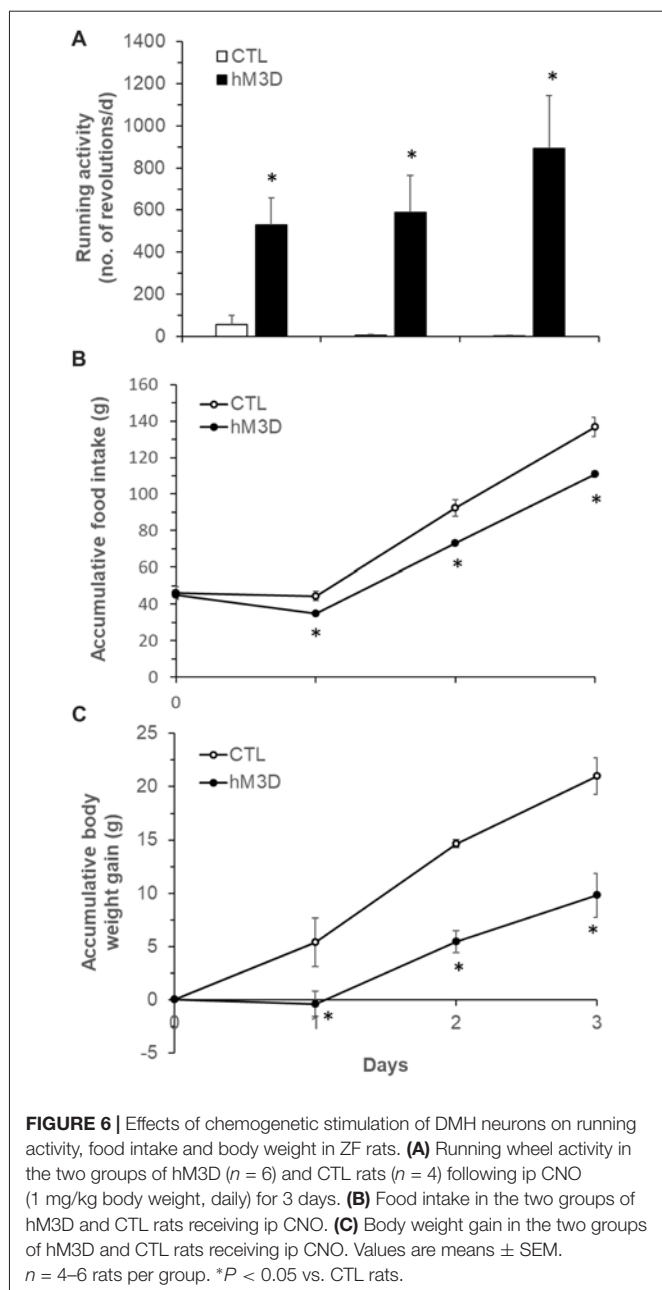 A
1400
1200
1000
800
600
400
200
0
Running activity
(no. of revolutions/d)
CTL
hM3D
*
*
*
B
160
140
120
100
80
60
40
20
0
Accumulative food intake (g)
CTL
hM3D
*
*
*
0
C
25
20
15
10
5
0
-5
Accumulative body
weight gain (g)
CTL
hM3D
*
*
*
0
1
2
3
Days
FIGURE 6 | Effects of chemogenetic stimulation of DMH neurons on running
activity, food intake and body weight in ZF rats. (A) Running wheel activity in
the two groups of hM3D (n = 6) and CTL rats (n = 4) following ip CNO
(1 mg/kg body weight, daily) for 3 days. (B) Food intake in the two groups of
hM3D and CTL rats receiving ip CNO. (C) Body weight gain in the two groups
of hM3D and CTL rats receiving ip CNO. Values are means ± SEM.
n = 4–6 rats per group. *P < 0.05 vs. CTL rats.